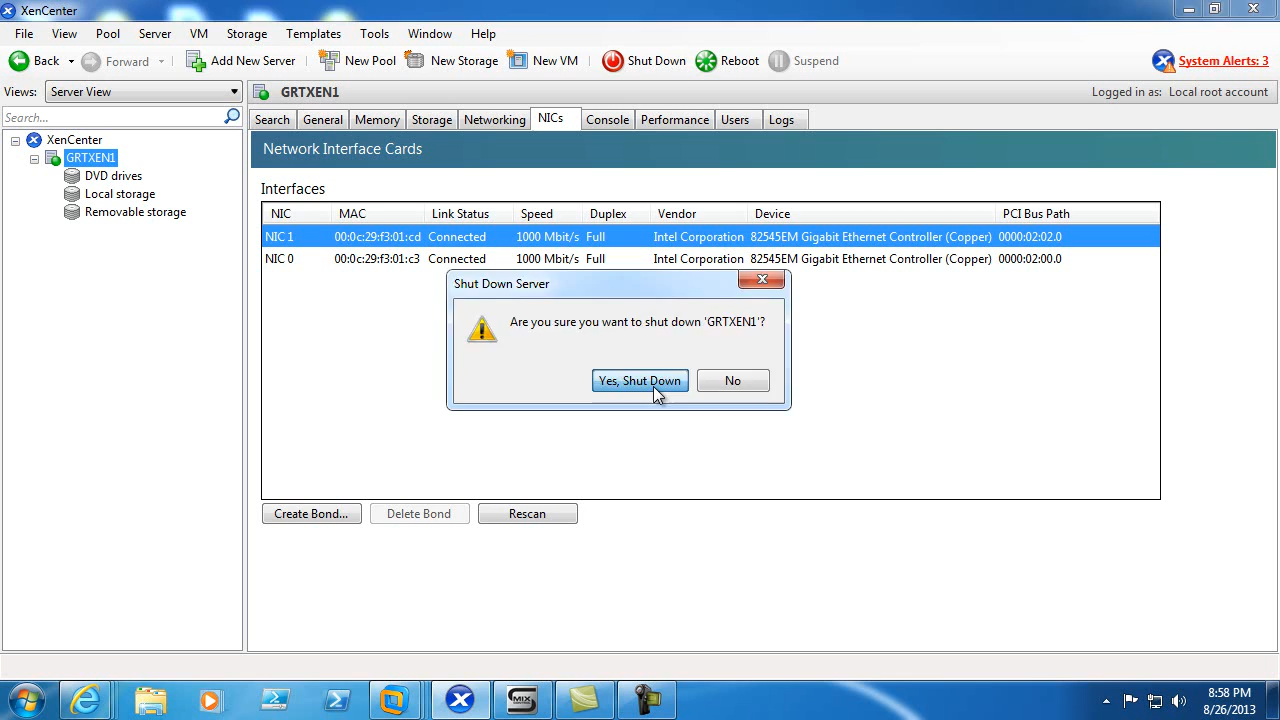 XenCenter
File View Pool Server VM Storage Templates Tools Window Help
Back Forward Add New Server New Pool New Storage New VM Shut Down Reboot Suspend System Alerts: 3
Views: Server View GRTXEN1 Logged in as: Local root account
Search...
Search General Memory Storage Networking NICs Console Performance Users Logs
XenCenter
GRTXEN1
DVD drives
Local storage
Removable storage
Network Interface Cards
Interfaces
NIC MAC Link Status Speed Duplex Vendor Device PCI Bus Path
NIC 1 00:0c:29:f3:01:cd Connected 1000 Mbit/s Full Intel Corporation 82545EM Gigabit Ethernet Controller (Copper) 0000:02:02.0
NIC 0 00:0c:29:f3:01:c3 Connected 1000 Mbit/s Full Intel Corporation 82545EM Gigabit Ethernet Controller (Copper) 0000:02:00.0
Shut Down Server
Are you sure you want to shut down 'GRTXEN1'?
Yes, Shut Down No
Create Bond... Delete Bond Rescan
MIX
8:58 PM
8/26/2013